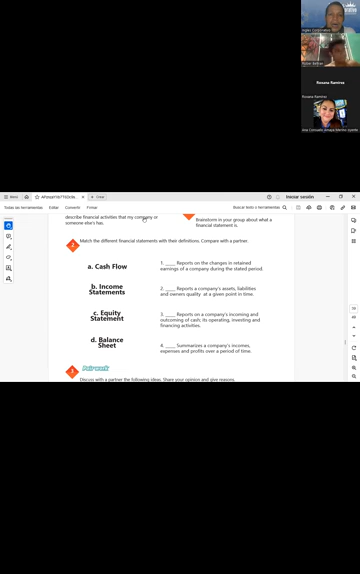 Inglés Corporativo
Rosana Ramirez
Rosana Ramirez
Inicio
Crear
Iniciar sesión
Todas las herramientas
Editar
Convertir
Firmar
Buscar texto o herramientas
describe financial activities that my company or
someone else's has.
Brainstorm in your group about what a
financial statement is.
2
Match the different financial statements with their definitions. Compare with a partner.
a. Cash Flow
1. ____ Reports on the changes in retained
earnings of a company during the stated period.
b. Income
Statements
2. ____ Reports a company's assets, liabilities
and owners quality at a given point in time.
c. Equity
Statement
3. ____ Reports on a company's incoming and
outcoming of cash: its operating, investing and
financing activities.
d. Balance
Sheet
4. ____ Summarizes a company's incomes,
expenses and profits over a period of time.
3
Pairwork
Discuss with a partner the following ideas. Share your opinion and give reasons.